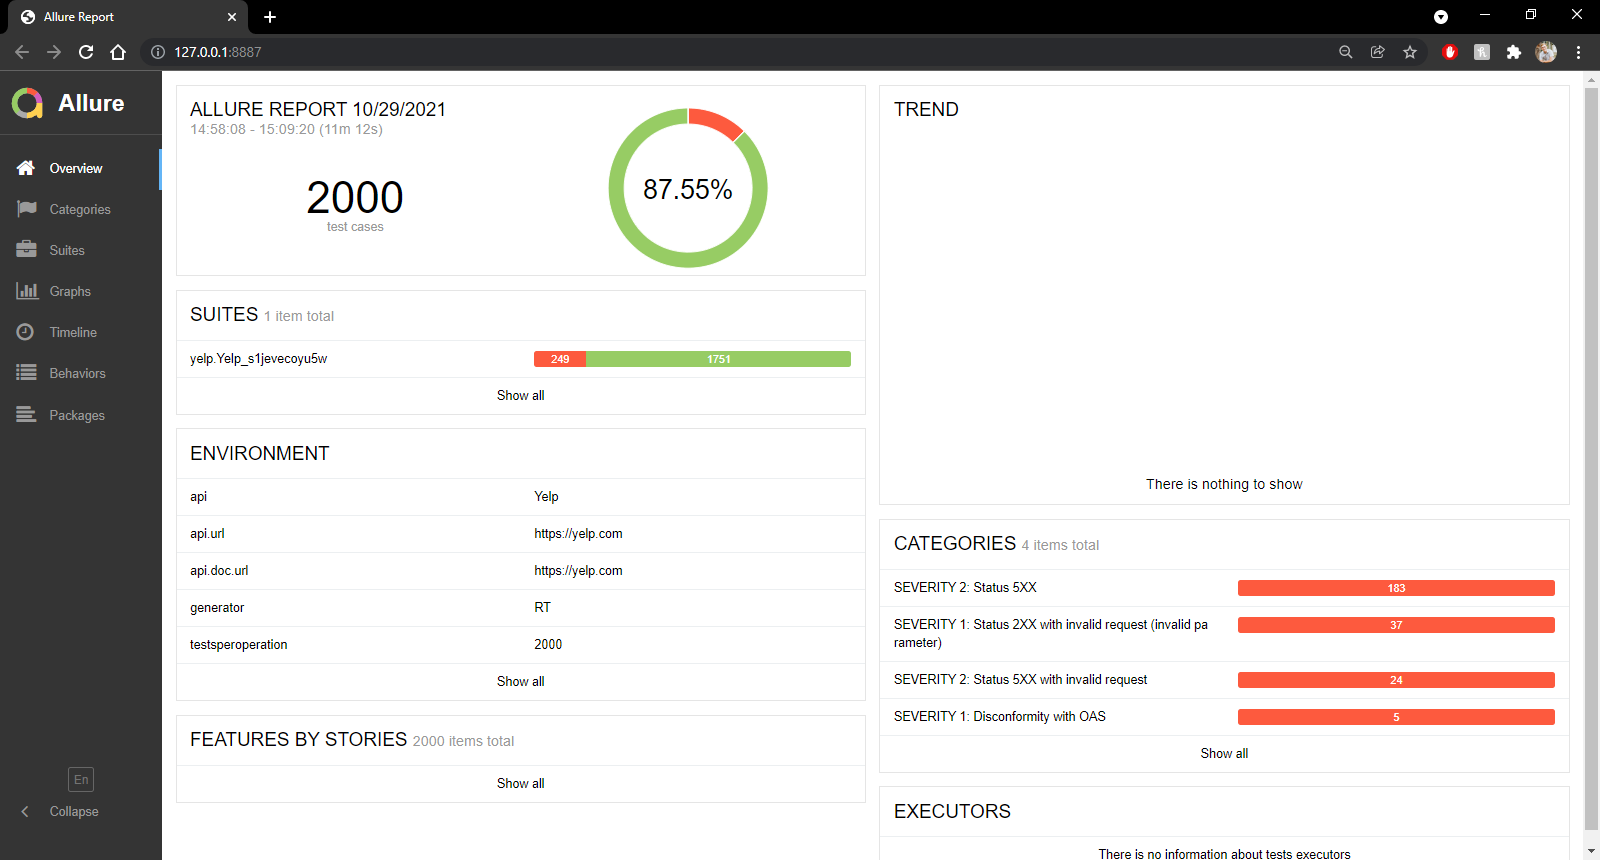 Allure Report
127.0.0.1:8887
Allure
Overview
Categories
Suites
Graphs
Timeline
Behaviors
Packages
En
Collapse
ALLURE REPORT 10/29/2021
14:58:08 - 15:09:20 (11m 12s)
2000
test cases
87.55%
SUITES 1 item total
yelp.Yelp_s1jevecoyu5w 249 1751
Show all
ENVIRONMENT
api Yelp
api.url https://yelp.com
api.doc.url https://yelp.com
generator RT
testsperoperation 2000
Show all
FEATURES BY STORIES 2000 items total
Show all
TREND
There is nothing to show
CATEGORIES 4 items total
SEVERITY 2: Status 5XX 183
SEVERITY 1: Status 2XX with invalid request (invalid pa 37
rameter)
SEVERITY 2: Status 5XX with invalid request 24
SEVERITY 1: Disconformity with OAS 5
Show all
EXECUTORS
There is no information about tests executors